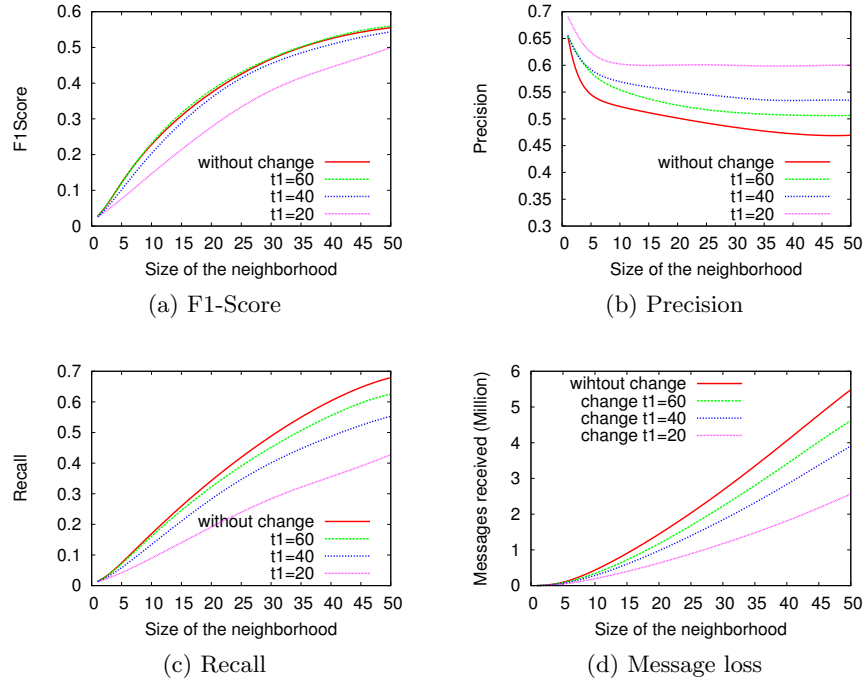 0.6
0.5
0.4
0.3
0.2
0.1
0
F1Score
without change
t1=60
t1=40
t1=20
0 5 10 15 20 25 30 35 40 45 50
Size of the neighborhood
(a) F1-Score
0.7
0.65
0.6
0.55
0.5
0.45
0.4
0.35
0.3
Precision
without change
t1=60
t1=40
t1=20
0 5 10 15 20 25 30 35 40 45 50
Size of the neighborhood
(b) Precision
0.7
0.6
0.5
0.4
0.3
0.2
0.1
0
Recall
without change
t1=60
t1=40
t1=20
0 5 10 15 20 25 30 35 40 45 50
Size of the neighborhood
(c) Recall
6
5
4
3
2
1
0
Messages received (Million)
wihtout change
change t1=60
change t1=40
change t1=20
0 5 10 15 20 25 30 35 40 45 50
Size of the neighborhood
(d) Message loss